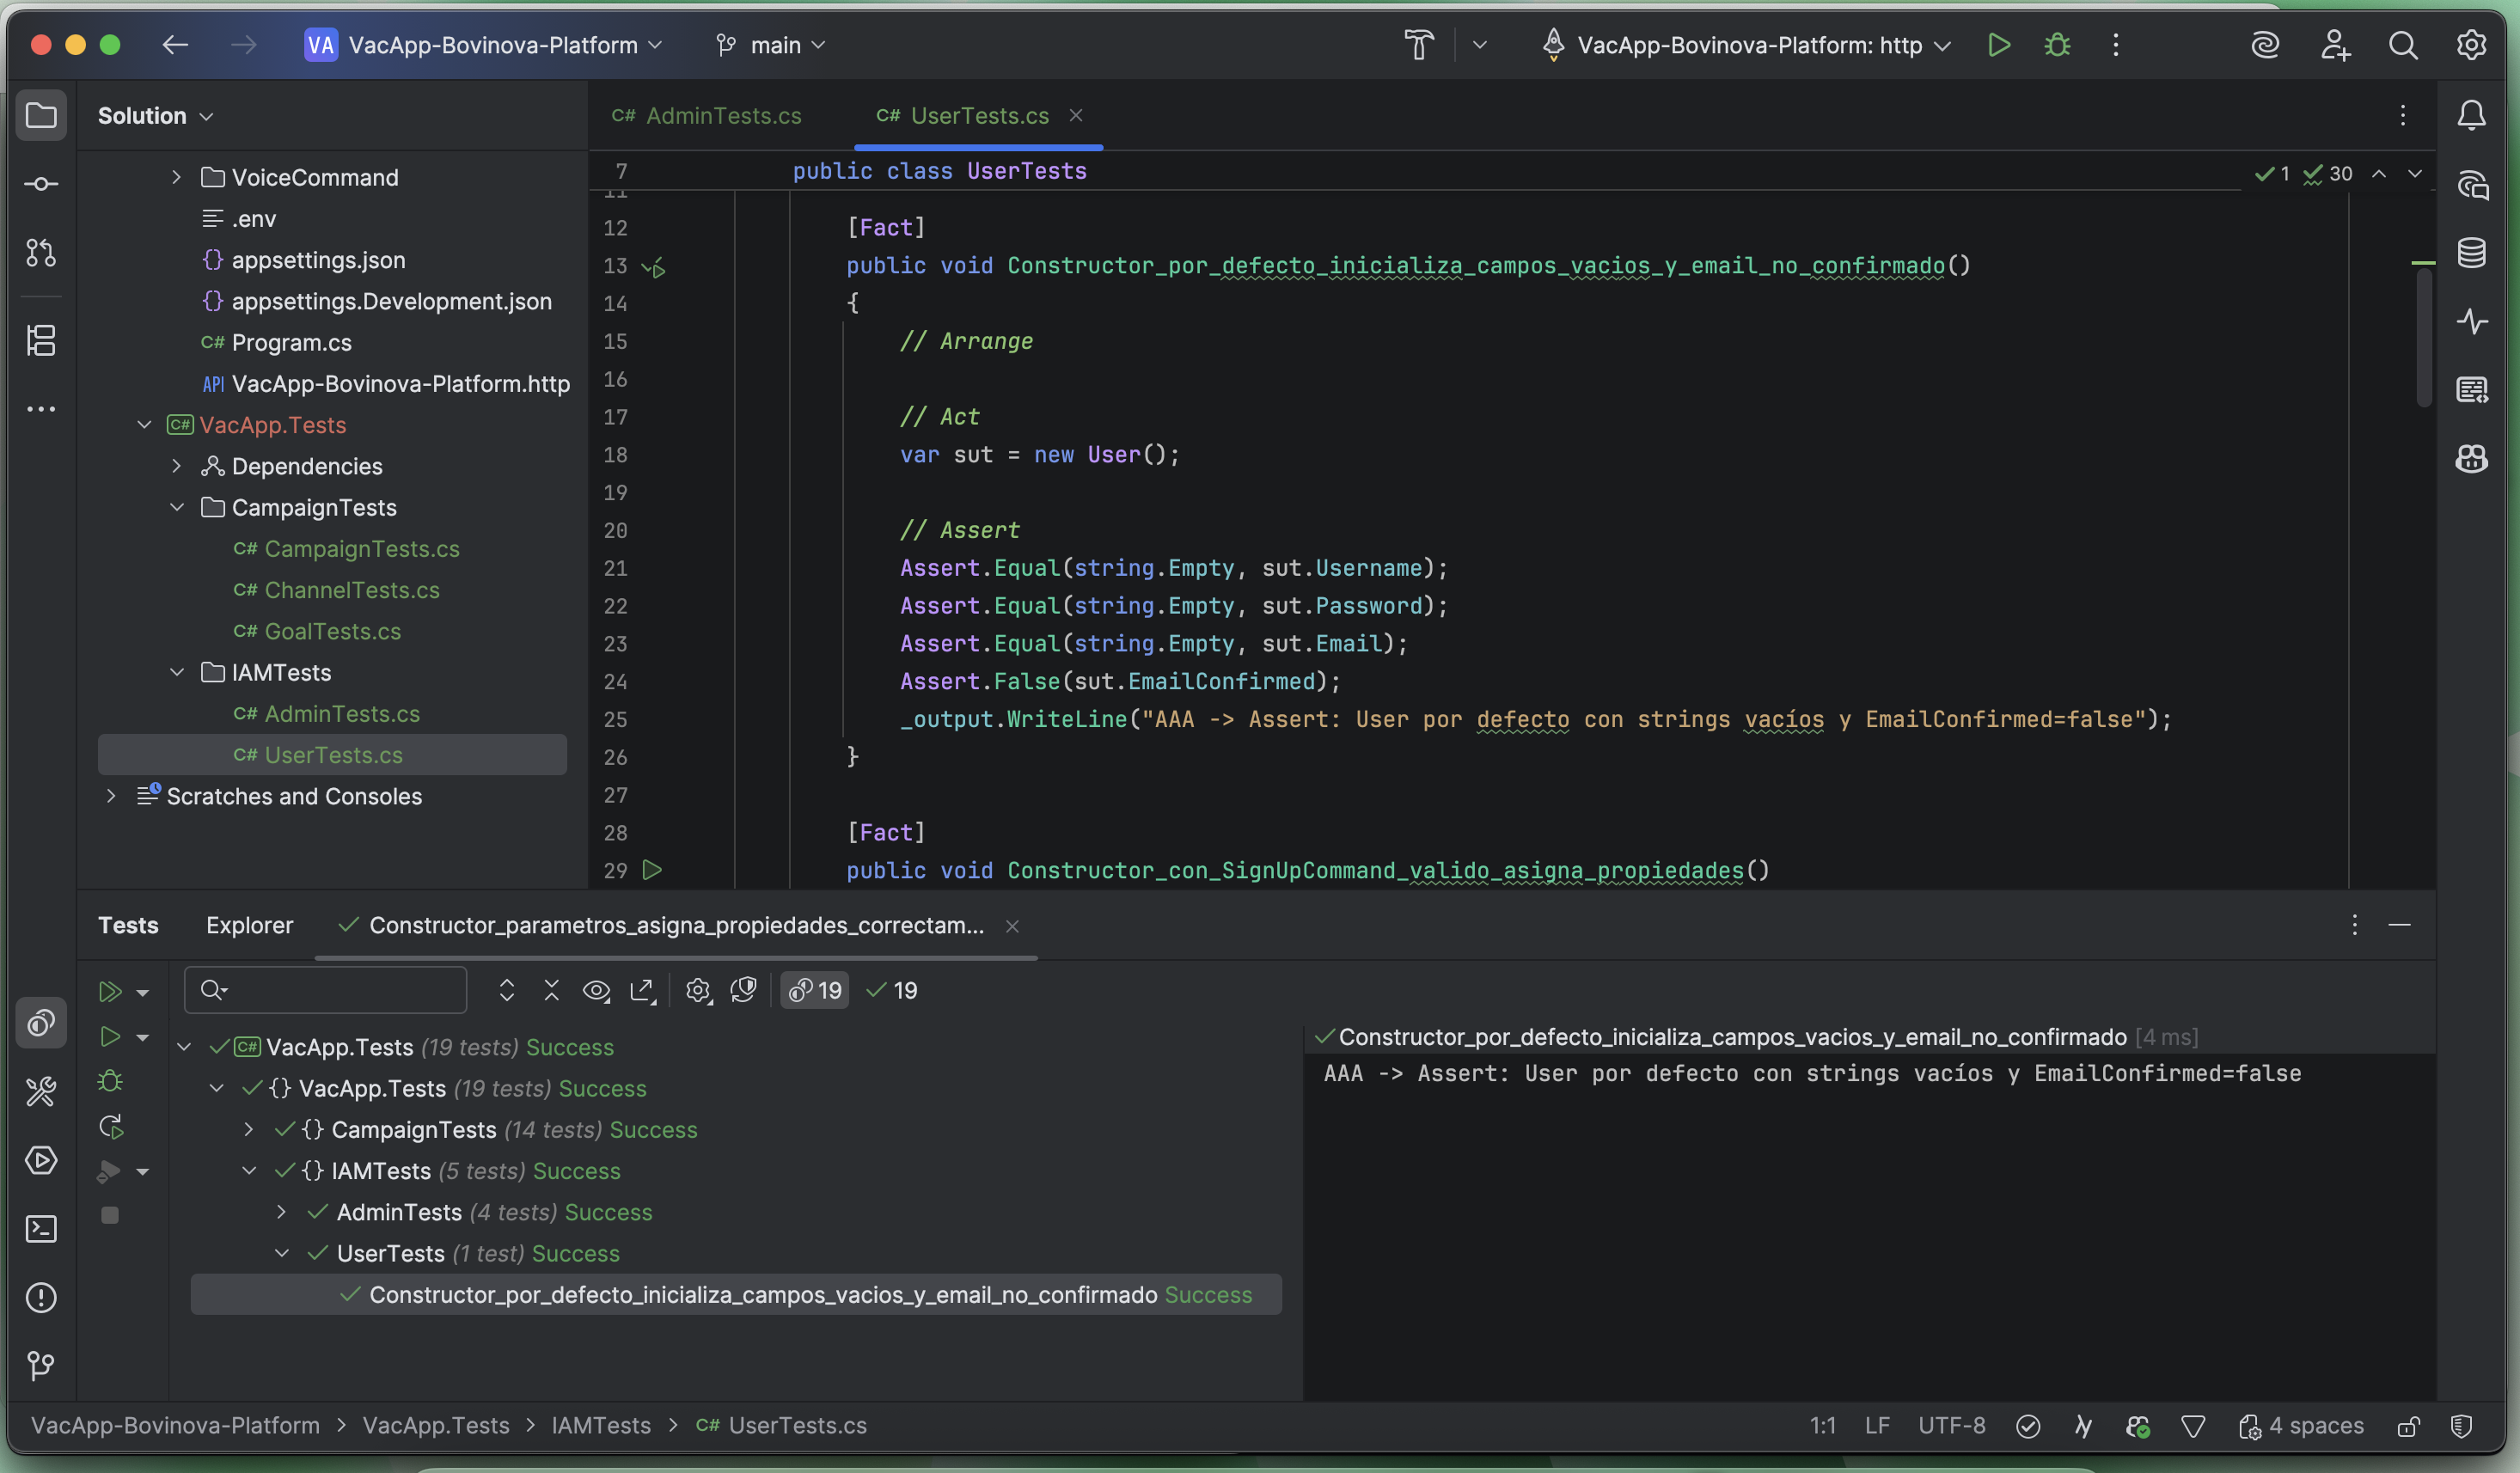 VA VacApp-Bovinova-Platform main VacApp-Bovinova-Platform: http
Solution
VoiceCommand
.env
{} appsettings.json
{} appsettings.Development.json
C# Program.cs
API VacApp-Bovinova-Platform.http
C# VacApp.Tests
Dependencies
CampaignTests
C# CampaignTests.cs
C# ChannelTests.cs
C# GoalTests.cs
IAMTests
C# AdminTests.cs
C# UserTests.cs
Scratches and Consoles
C# AdminTests.cs C# UserTests.cs
7 public class UserTests 1 30
11
12 [Fact]
13 public void Constructor_por_defecto_inicializa_campos_vacios_y_email_no_confirmado()
14 {
15 // Arrange
16
17 // Act
18 var sut = new User();
19
20 // Assert
21 Assert.Equal(string.Empty, sut.Username);
22 Assert.Equal(string.Empty, sut.Password);
23 Assert.Equal(string.Empty, sut.Email);
24 Assert.False(sut.EmailConfirmed);
25 _output.WriteLine("AAA -> Assert: User por defecto con strings vacíos y EmailConfirmed=false");
26 }
27
28 [Fact]
29 public void Constructor_con_SignUpCommand_valido_asigna_propiedades()
Tests Explorer Constructor_parametros_asigna_propiedades_correctam...
19 19
C# VacApp.Tests (19 tests) Success
{} VacApp.Tests (19 tests) Success
{} CampaignTests (14 tests) Success
{} IAMTests (5 tests) Success
AdminTests (4 tests) Success
UserTests (1 test) Success
Constructor_por_defecto_inicializa_campos_vacios_y_email_no_confirmado Success
Constructor_por_defecto_inicializa_campos_vacios_y_email_no_confirmado [4 ms]
AAA -> Assert: User por defecto con strings vacíos y EmailConfirmed=false
VacApp-Bovinova-Platform > VacApp.Tests > IAMTests > C# UserTests.cs 1:1 LF UTF-8 4 spaces